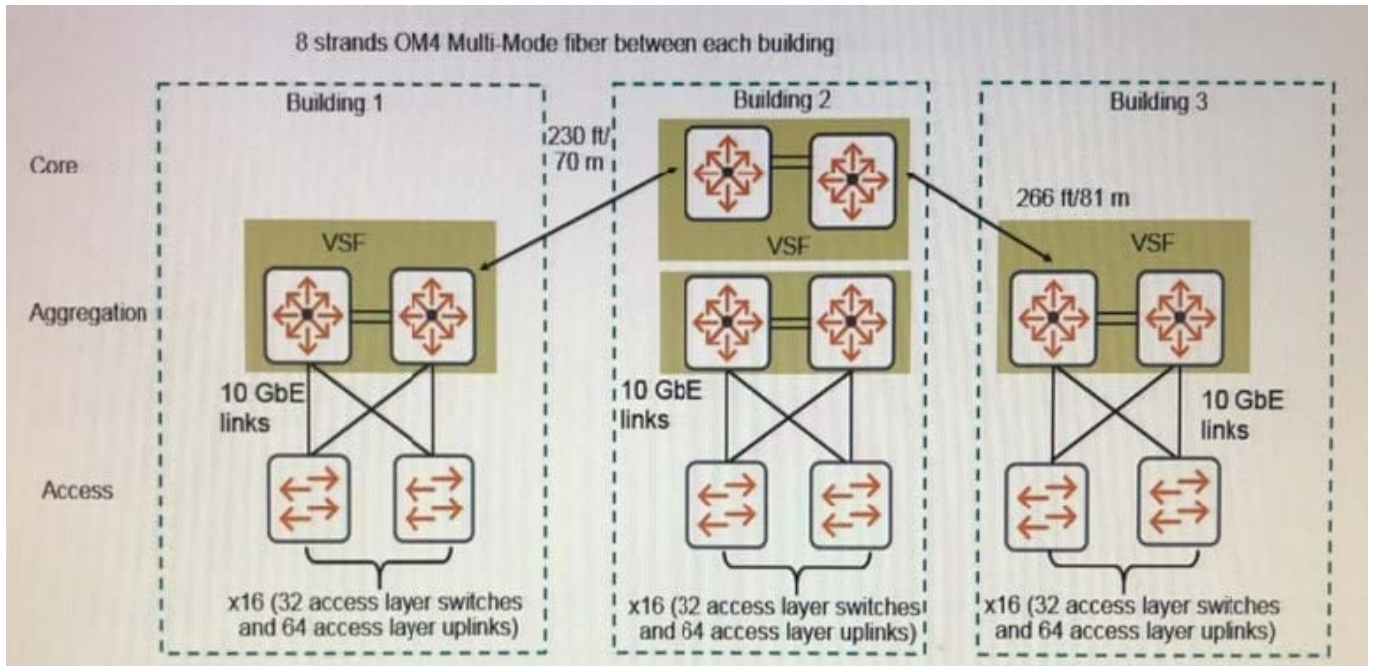 8 strands OM4 Multi-Mode fiber between each building
Building 1
Building 2
Building 3
Core
230 ft/
70 m
266 ft/81 m
VSF
VSF
VSF
Aggregation
10 GbE
links
10 GbE
links
10 GbE
links
Access
x16 (32 access layer switches
and 64 access layer uplinks)
x16 (32 access layer switches
and 64 access layer uplinks)
x16 (32 access layer switches
and 64 access layer uplinks)